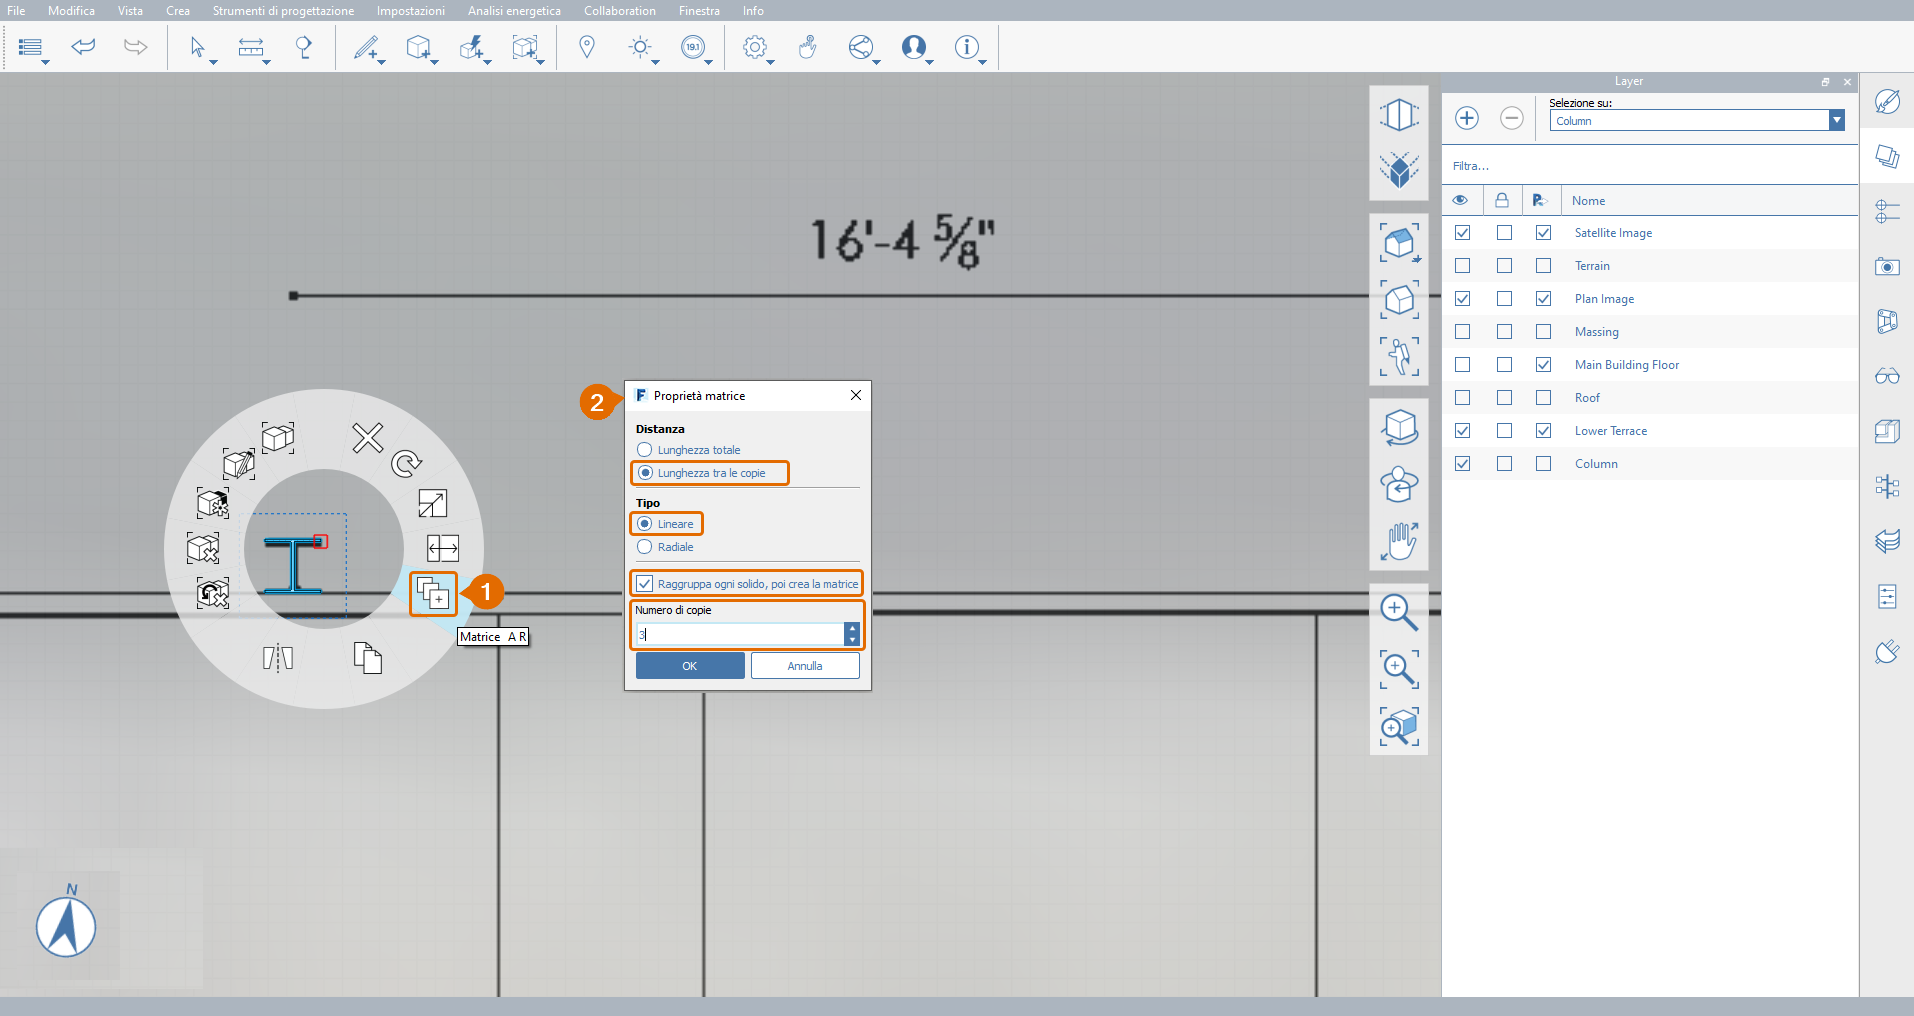 File Modifica Vista Crea Strumenti di progettazione Impostazioni Analisi energetica Collaboration Finestra Info
19.1
Layer
Selezione su:
Column
Filtra...
Nome
Satellite Image
Terrain
Plan Image
Massing
Main Building Floor
Roof
Lower Terrace
Column
16'-4 5/8"
2
F Proprietà matrice
Distanza
Lunghezza totale
Lunghezza tra le copie
Tipo
Lineare
Radiale
Raggruppa ogni solido, poi crea la matrice
Numero di copie
3
OK Annulla
1
Matrice A R
N